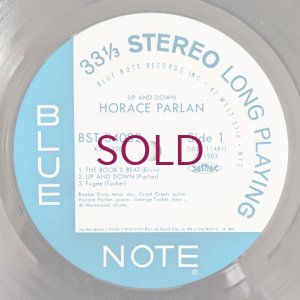 33 1/3 STEREO LONG PLAYING
BLUE NOTE RECORDS INC • 47 WEST 63rd, NYC
UP AND DOWN
HORACE PARLAN
SOLD
Side 1
1. THE BOOK'S BEAT (Ervin)
2. UP AND DOWN (Parlan)
3. Fugee (Tucker)
Booker Ervin, tenor sax, Grant Green, guitar,
Horace Parlan, piano, George Tucker, bass,
Al Harewood, drums
BLUE
NOTE
®